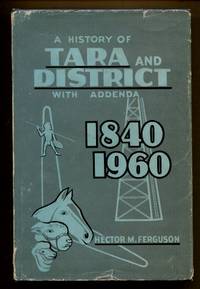 A HISTORY OF
TARA AND
DISTRICT
WITH ADDENDA
1840
1960
HECTOR M. FERGUSON